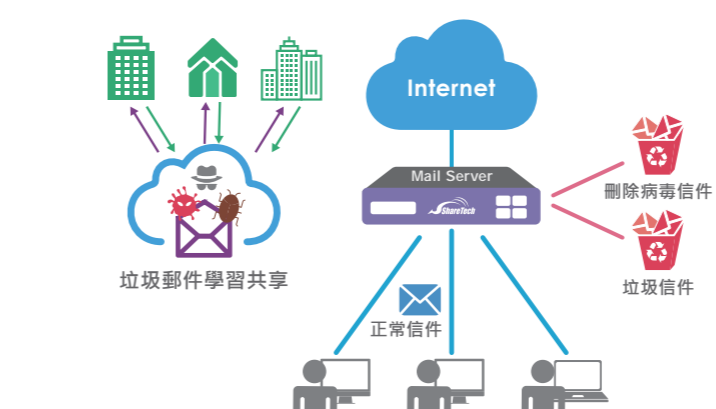 Internet
Mail Server
ShareTech
刪除病毒信件
垃圾郵件學習共享
垃圾信件
正常信件